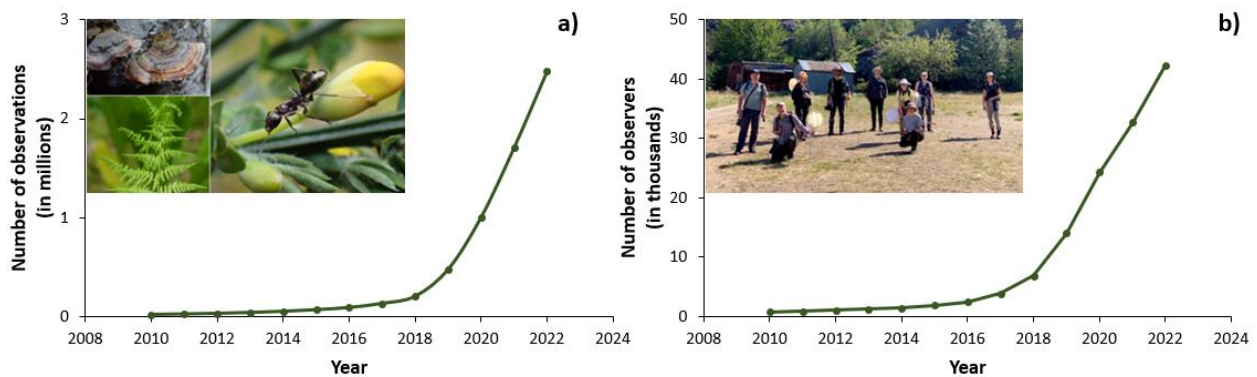 a)
Number of observations
(in millions)
3
2
1
0
2008 2010 2012 2014 2016 2018 2020 2022 2024
Year
b)
Number of observers
(in thousands)
50
40
30
20
10
0
2008 2010 2012 2014 2016 2018 2020 2022 2024
Year